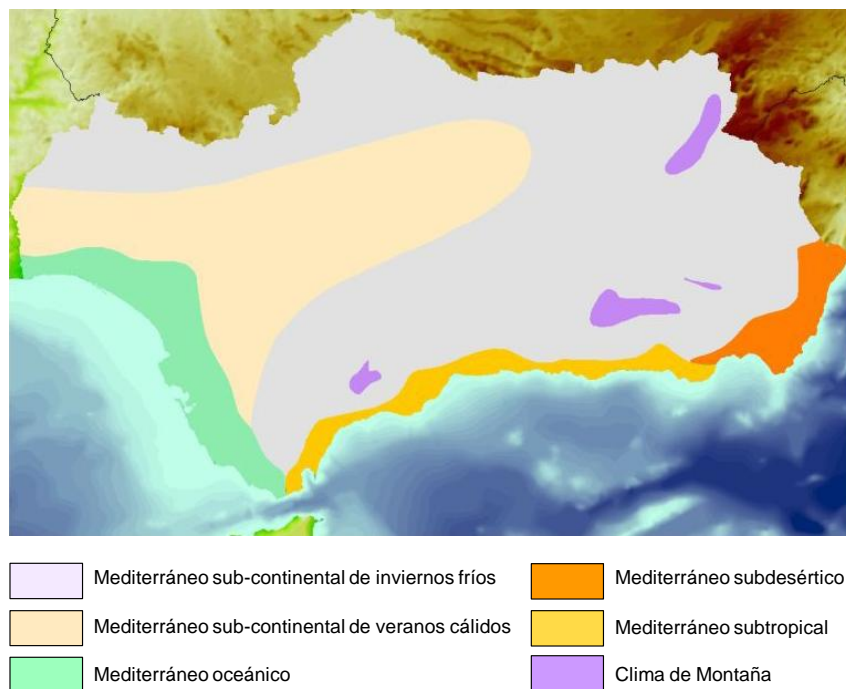 Mediterráneo sub-continental de inviernos fríos
Mediterráneo sub-continental de veranos cálidos
Mediterráneo oceánico
Mediterráneo subdesértico
Mediterráneo subtropical
Clima de Montaña